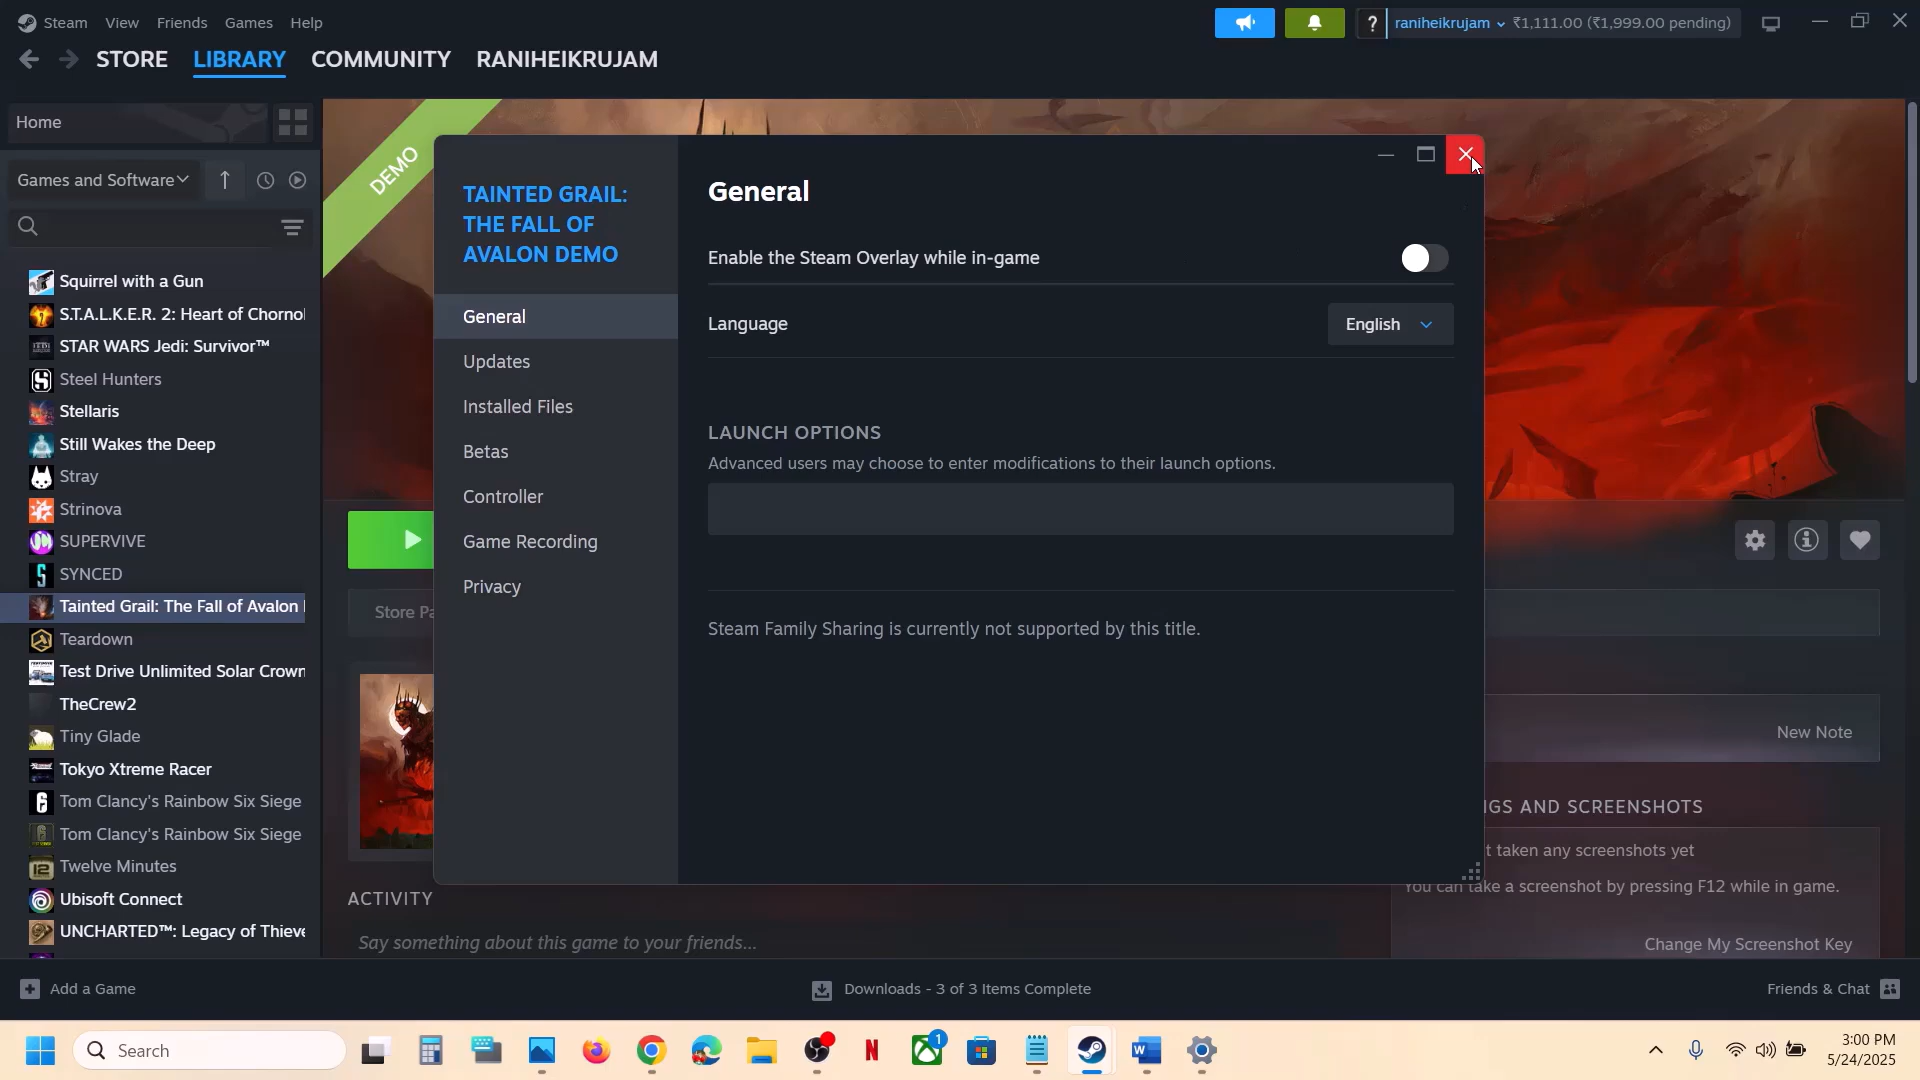 Steam View Friends Games Help
? raniheikrujam ₹1,111.00 (₹1,999.00 pending)
STORE LIBRARY COMMUNITY RANIHEIKRUJAM
Home
Games and Software
Squirrel with a Gun
S.T.A.L.K.E.R. 2: Heart of Chorno
STAR WARS Jedi: Survivor™
Steel Hunters
Stellaris
Still Wakes the Deep
Stray
Strinova
SUPERVIVE
SYNCED
Tainted Grail: The Fall of Avalon
Teardown
Test Drive Unlimited Solar Crown
TheCrew2
Tiny Glade
Tokyo Xtreme Racer
Tom Clancy's Rainbow Six Siege
Tom Clancy's Rainbow Six Siege
Twelve Minutes
Ubisoft Connect
UNCHARTED™: Legacy of Thieve
DEMO
TAINTED GRAIL:
THE FALL OF
AVALON DEMO
General
Updates
Installed Files
Betas
Controller
Game Recording
Privacy
General
Enable the Steam Overlay while in-game
Language English
LAUNCH OPTIONS
Advanced users may choose to enter modifications to their launch options.
Steam Family Sharing is currently not supported by this title.
Store Pa
New Note
NGS AND SCREENSHOTS
t taken any screenshots yet
You can take a screenshot by pressing F12 while in game.
Change My Screenshot Key
ACTIVITY
Say something about this game to your friends...
Add a Game
Downloads - 3 of 3 Items Complete
Friends & Chat
Search
1
3:00 PM
5/24/2025